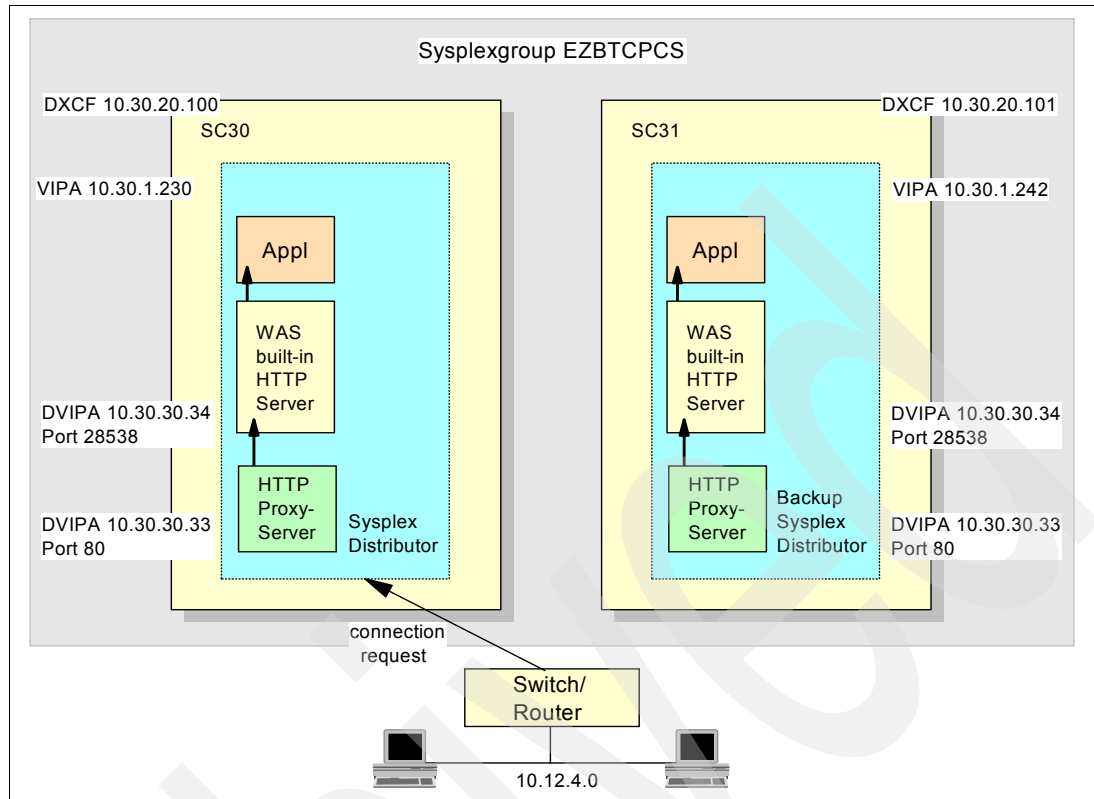 Sysplexgroup EZBTCPCS
DXCF 10.30.20.100
SC30
VIPA 10.30.1.230
Appl
WAS
built-in
HTTP
Server
DVIPA 10.30.30.34
Port 28538
HTTP
Proxy-
Server
Sysplex
Distributor
DVIPA 10.30.30.33
Port 80
DXCF 10.30.20.101
SC31
VIPA 10.30.1.242
Appl
WAS
built-in
HTTP
Server
DVIPA 10.30.30.34
Port 28538
HTTP
Proxy-
Server
Backup
Sysplex
Distributor
DVIPA 10.30.30.33
Port 80
connection
request
Switch/
Router
10.12.4.0